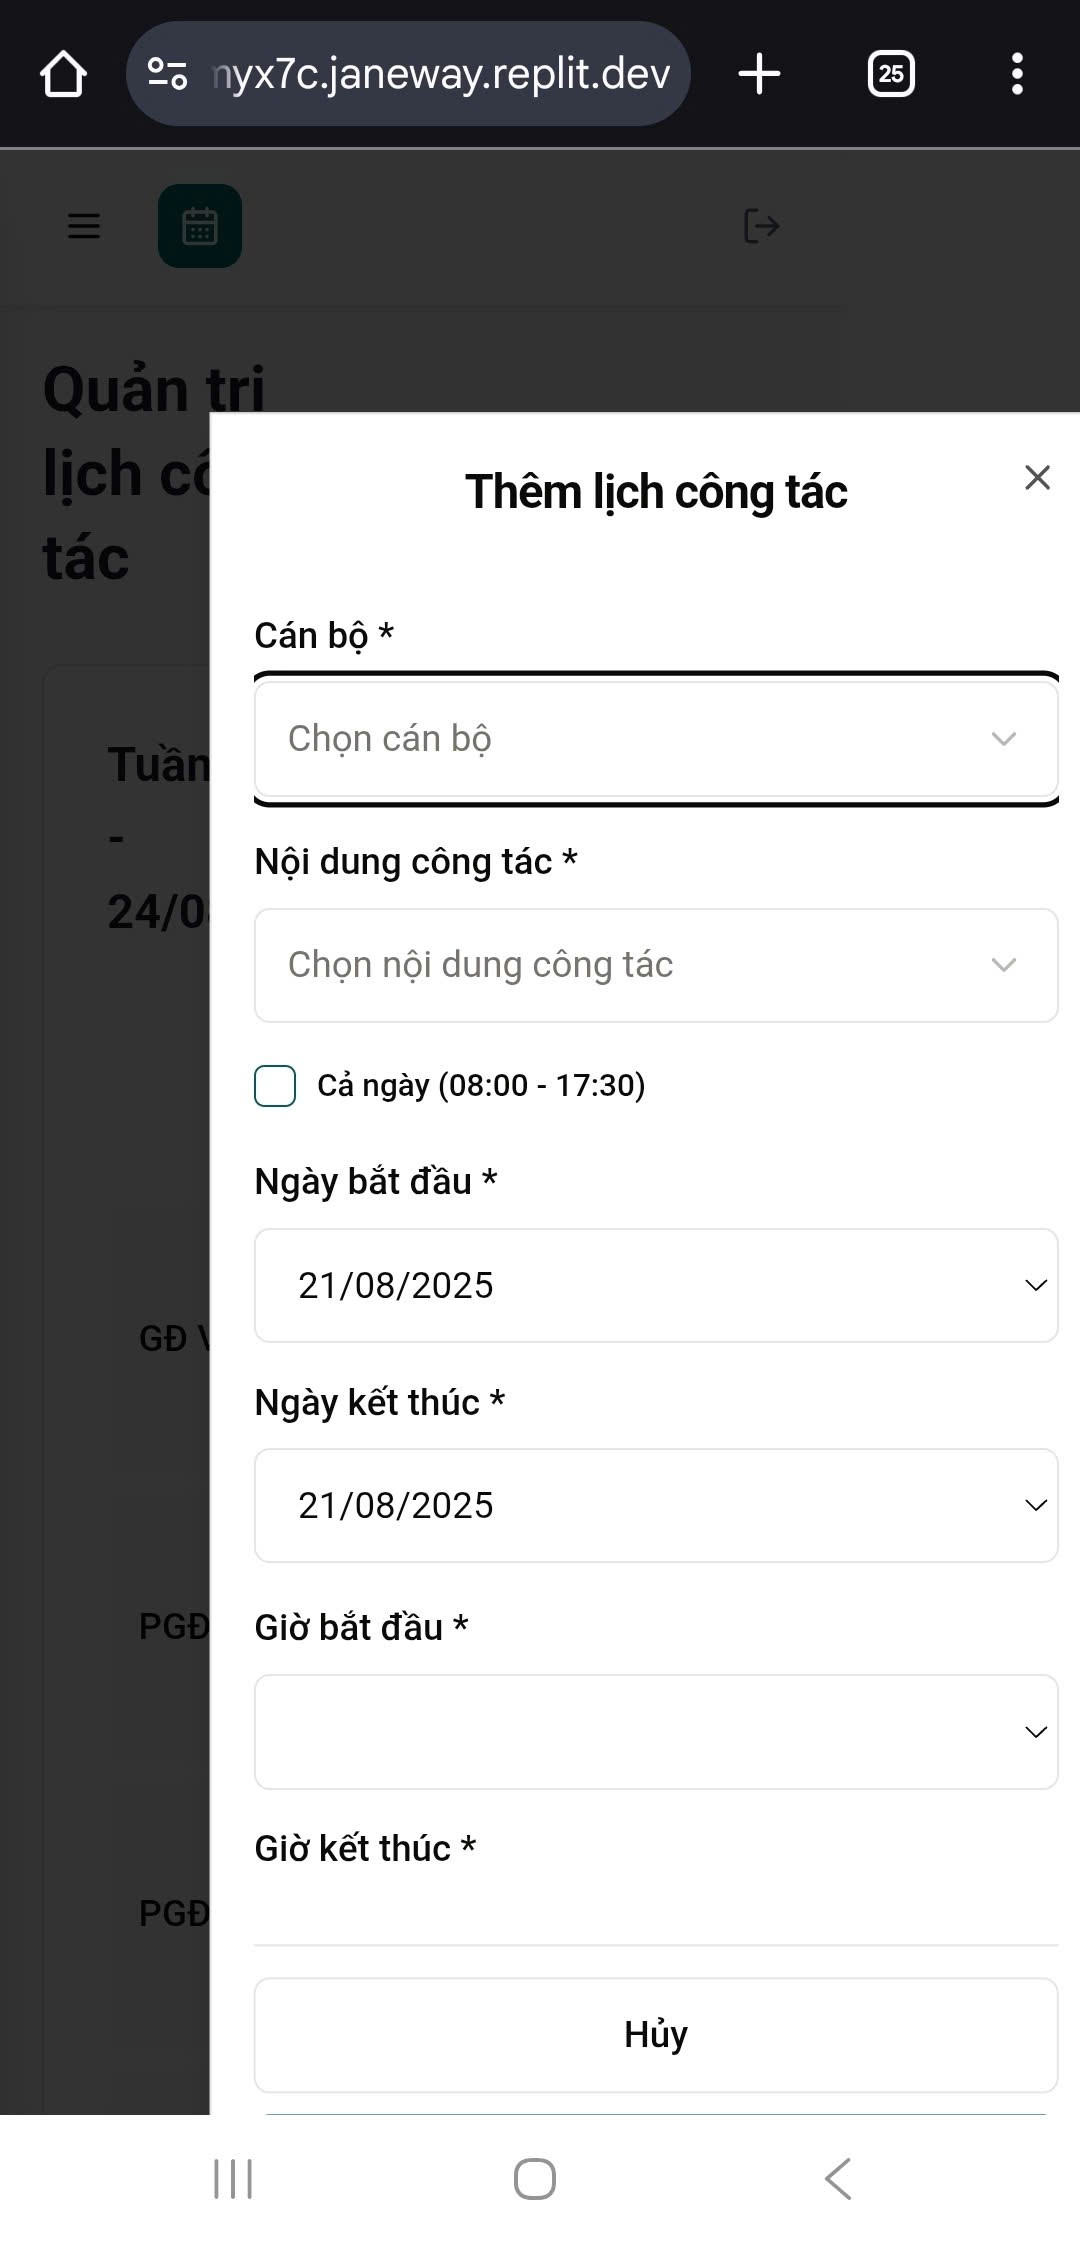 nyx7c.janeway.replit.dev
25
Quản trị
lịch cô
tác
Thêm lịch công tác
Cán bộ *
Chọn cán bộ
Tuần
-
24/0
Nội dung công tác *
Chọn nội dung công tác
Cả ngày (08:00 - 17:30)
Ngày bắt đầu *
21/08/2025
GĐ V
Ngày kết thúc *
21/08/2025
Giờ bắt đầu *
PGĐ
Giờ kết thúc *
PGĐ
Hủy